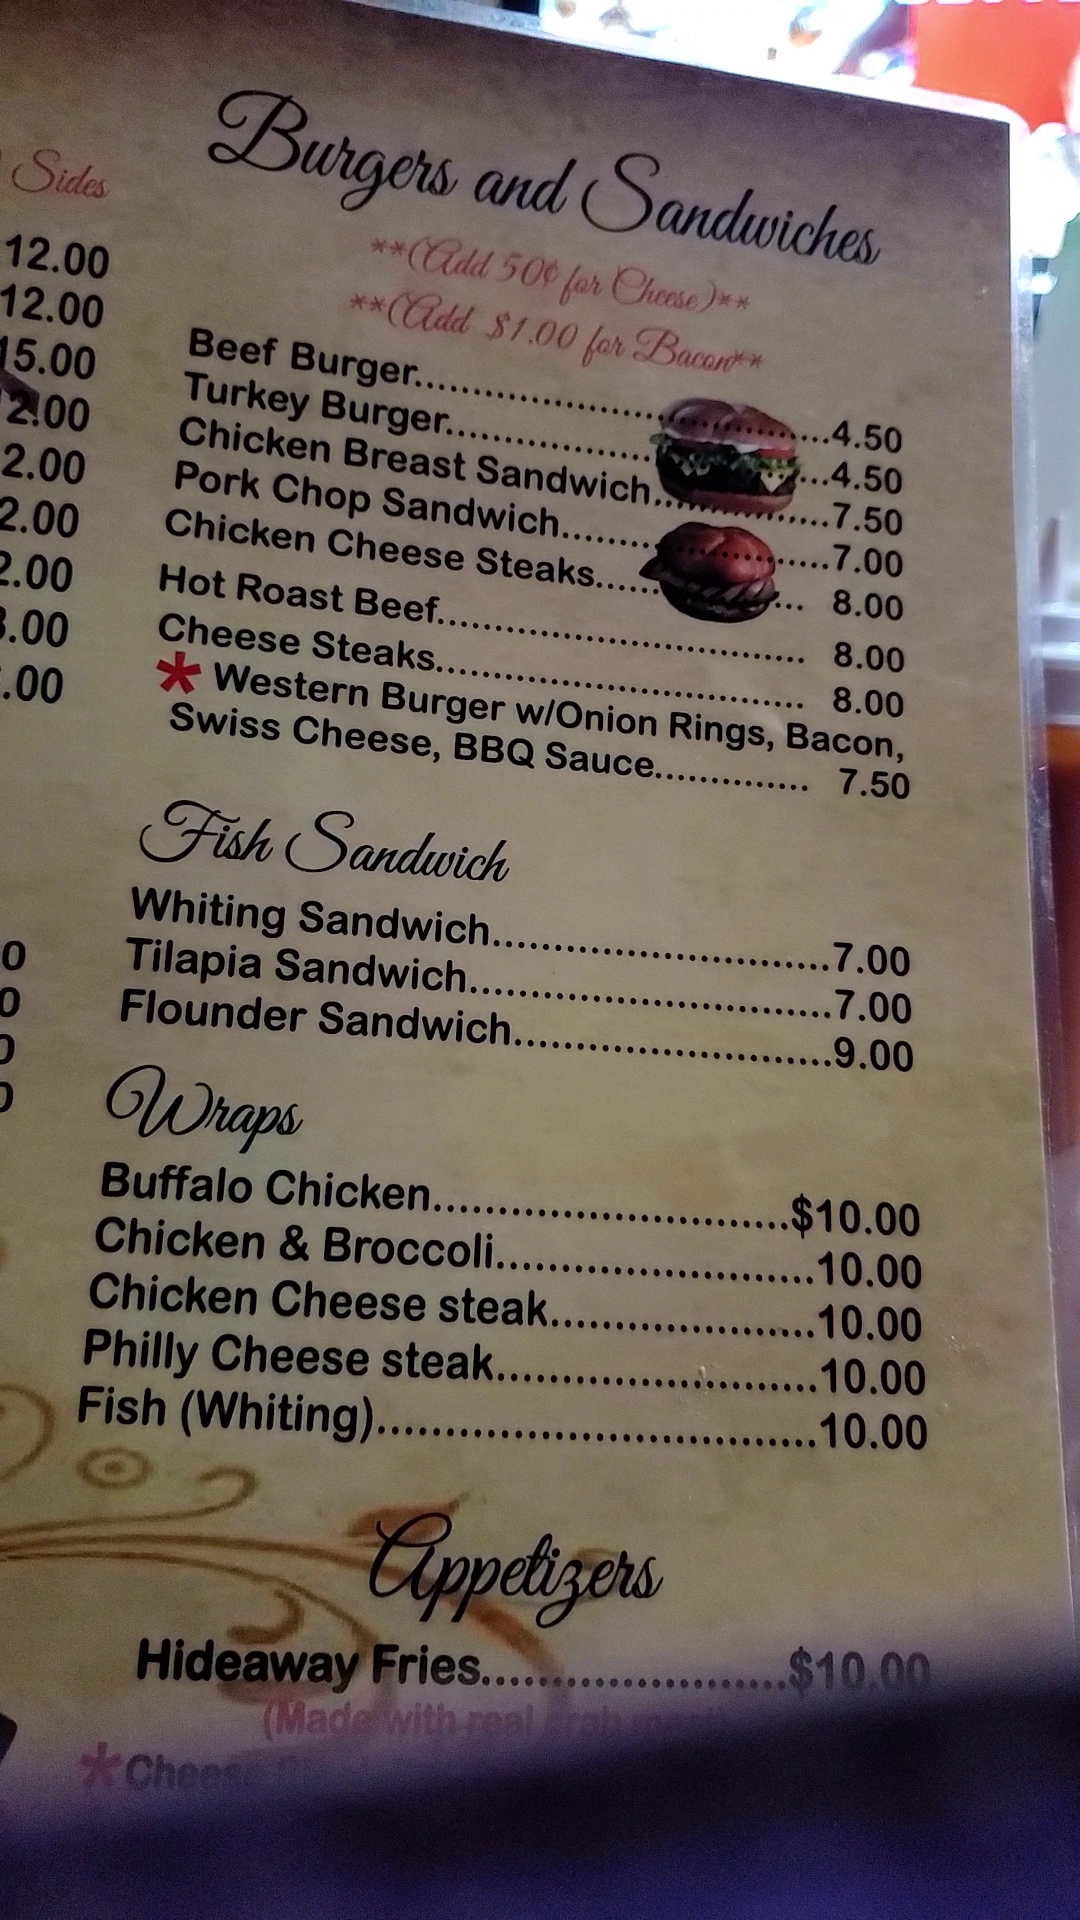 Sides
12.00
12.00
15.00
2.00
2.00
2.00
2.00
.00
.00
0
0
Burgers and Sandwiches
**(Add 50¢ for Cheese)**
**(Add $1.00 for Bacon**
Beef Burger...4.50
Turkey Burger...4.50
Chicken Breast Sandwich...7.50
Pork Chop Sandwich...7.00
Chicken Cheese Steaks... 8.00
Hot Roast Beef... 8.00
Cheese Steaks... 8.00
* Western Burger w/Onion Rings, Bacon,
Swiss Cheese, BBQ Sauce... 7.50
Fish Sandwich
Whiting Sandwich...7.00
Tilapia Sandwich...7.00
Flounder Sandwich...9.00
Wraps
Buffalo Chicken...$10.00
Chicken & Broccoli...10.00
Chicken Cheese steak...10.00
Philly Cheese steak...10.00
Fish (Whiting)...10.00
Appetizers
Hideaway Fries...$10.00
(Made with real
*Cheese